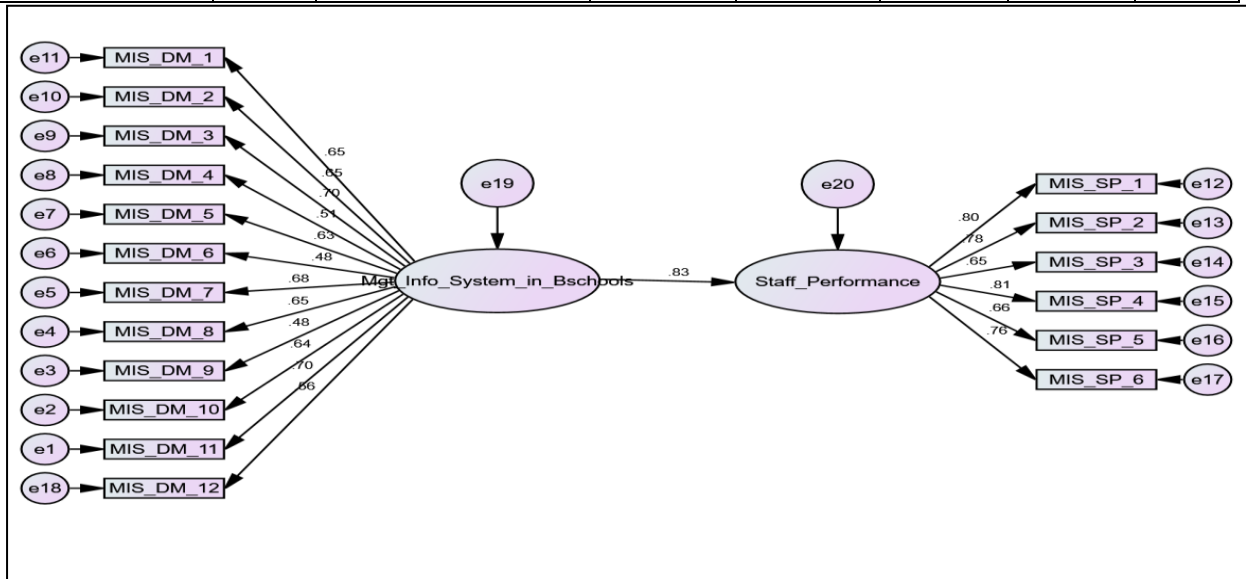 e11 MIS_DM_1
e10 MIS_DM_2
e9 MIS_DM_3
e8 MIS_DM_4
e7 MIS_DM_5
e6 MIS_DM_6
e5 MIS_DM_7
e4 MIS_DM_8
e3 MIS_DM_9
e2 MIS_DM_10
e1 MIS_DM_11
e18 MIS_DM_12
.65
.65
.70
.51
.63
.48
.68
.65
.48
.64
.70
e19
Info_System_in_Bschools
.83
e20
Staff_Performance
.80
.78
.65
.81
.66
.76
MIS_SP_1 e12
MIS_SP_2 e13
MIS_SP_3 e14
MIS_SP_4 e15
MIS_SP_5 e16
MIS_SP_6 e17